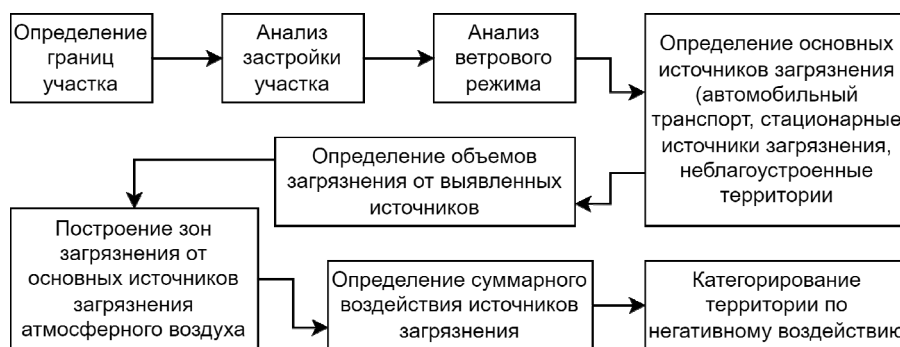 Определение
границ
участка
Анализ
застройки
участка
Анализ
ветрового
режима
Определение основных
источников загрязнения
(автомобильный
транспорт, стационарные
источники загрязнения,
неблагоустроенные
территории
Определение объемов
загрязнения от выявленных
источников
Построение зон
загрязнения от
основных источников
загрязнения
атмосферного воздуха
Определение суммарного
воздействия источников
загрязнения
Категорирование
территории по
негативному воздействию